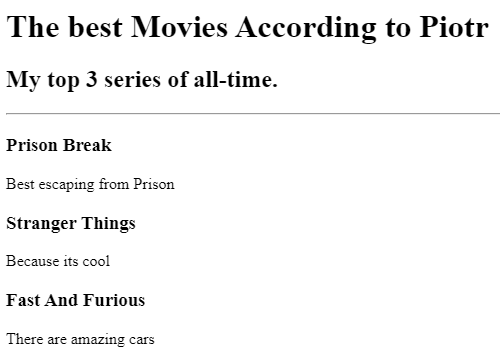 The best Movies According to Piotr
My top 3 series of all-time.
Prison Break
Best escaping from Prison
Stranger Things
Because its cool
Fast And Furious
There are amazing cars